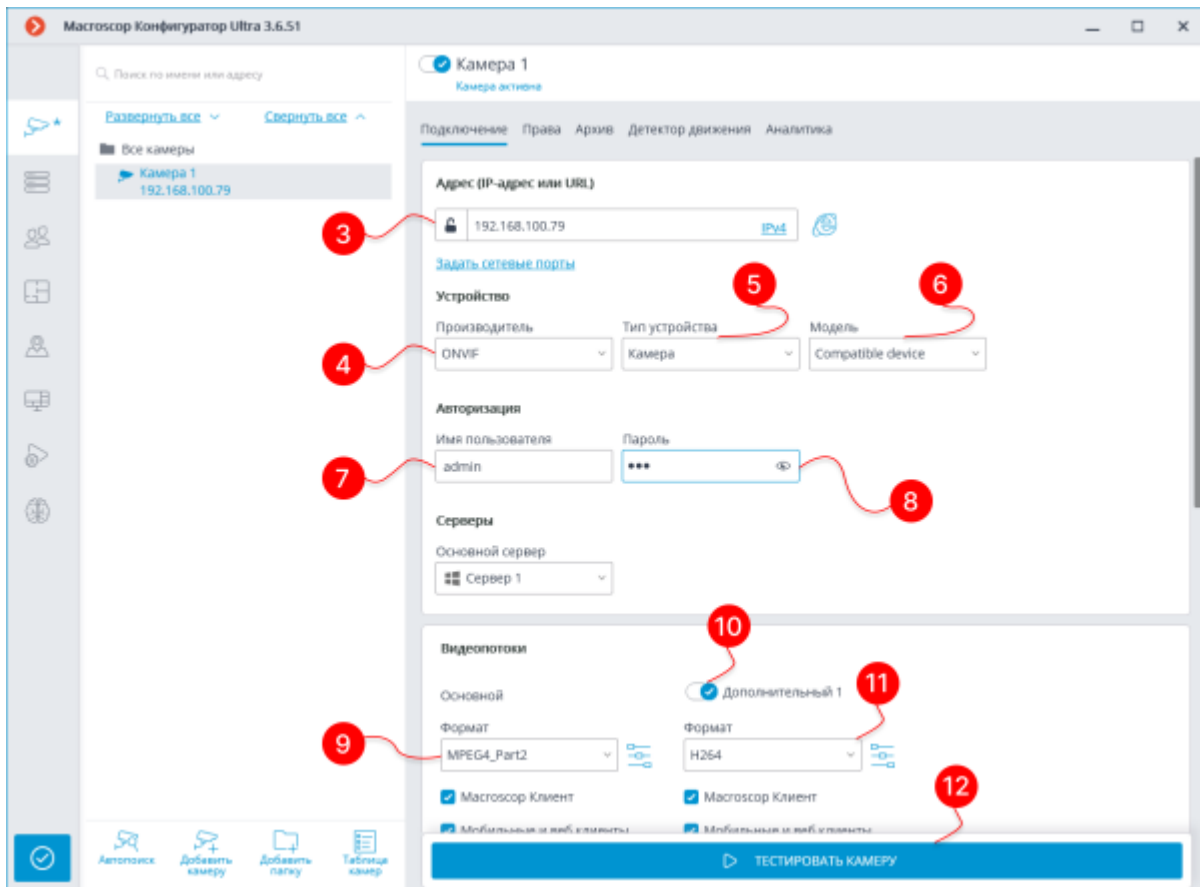 Macroscop Конфигуратор Ultra 3.6.51
Поиск по имени или адресу
Развернуть все Свернуть все
Все камеры
Камера 1
192.168.100.79
Автопоиск
Добавить камеру
Добавить папку
Таблица камер
Камера 1
Камера активна
Подключение Права Архив Детектор движения Аналитика
Адрес (IP-адрес или URL)
3
192.168.100.79 IPv4
Задать сетевые порты
5
6
Устройство
Производитель Тип устройства Модель
4
ONVIF Камера Compatible device
Авторизация
Имя пользователя Пароль
7
admin •••
8
Серверы
Основной сервер
Сервер 1
10
Видеопотоки
11
Основной Дополнительный 1
Формат Формат
9
MPEG4_Part2 H264
12
Macroscop Клиент Macroscop Клиент
Мобильные и веб клиенты Мобильные и веб клиенты
ТЕСТИРОВАТЬ КАМЕРУ